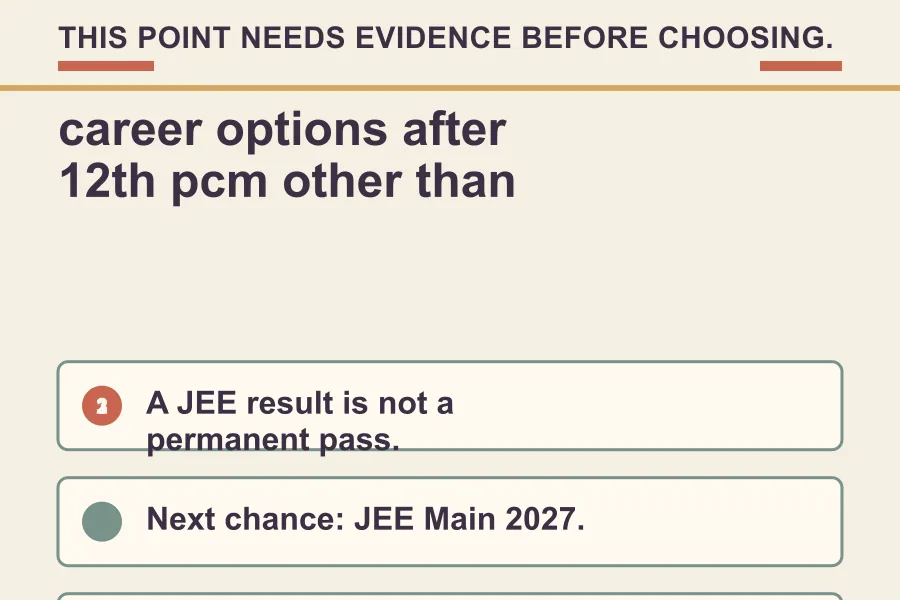 THIS POINT NEEDS EVIDENCE BEFORE CHOOSING.
career options after
12th pcm other than
A JEE result is not a
permanent pass.
Next chance: JEE Main 2027.